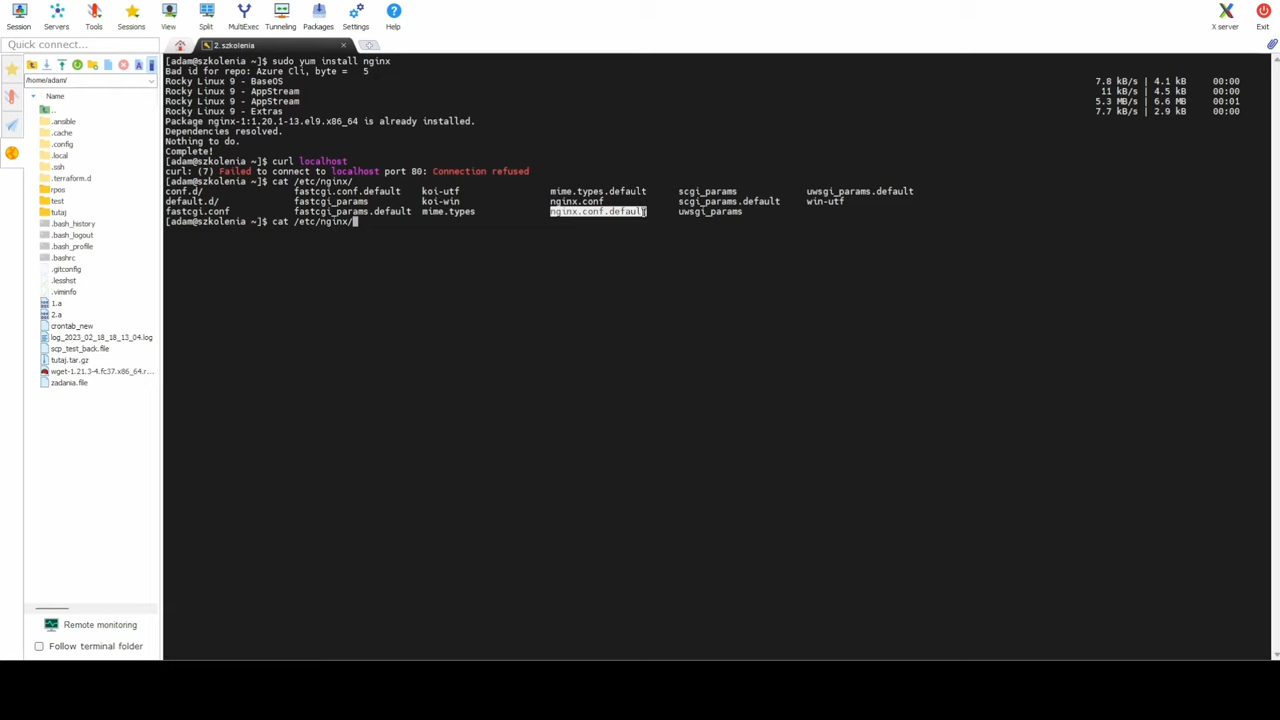 Session Servers Tools Sessions View Split MultiExec Tunneling Packages Settings Help X server Exit
Quick connect...
2. szkolenia
/home/adam/
Name
..
.ansible
.cache
.config
.local
.ssh
.terraform.d
rpos
test
tutaj
.bash_history
.bash_logout
.bash_profile
.bashrc
.gitconfig
.lesshst
.viminfo
1.a
2.a
crontab_new
log_2023_02_18_18_13_04.log
scp_test_back.file
tutaj.tar.gz
wget-1.21.3-4.fc37.x86_64.r...
zadania.file
Remote monitoring
Follow terminal folder
[adam@szkolenia ~]$ sudo yum install nginx
Bad id for repo: Azure Cli, byte =   5
Rocky Linux 9 - BaseOS 7.8 kB/s | 4.1 kB 00:00
Rocky Linux 9 - AppStream 11 kB/s | 4.5 kB 00:00
Rocky Linux 9 - AppStream 5.3 MB/s | 6.6 MB 00:01
Rocky Linux 9 - Extras 7.7 kB/s | 2.9 kB 00:00
Package nginx-1:1.20.1-13.el9.x86_64 is already installed.
Dependencies resolved.
Nothing to do.
Complete!
[adam@szkolenia ~]$ curl localhost
curl: (7) Failed to connect to localhost port 80: Connection refused
[adam@szkolenia ~]$ cat /etc/nginx/
conf.d/ fastcgi.conf.default koi-utf mime.types.default scgi_params uwsgi_params.default
default.d/ fastcgi_params koi-win nginx.conf scgi_params.default win-utf
fastcgi.conf fastcgi_params.default mime.types nginx.conf.default uwsgi_params
[adam@szkolenia ~]$ cat /etc/nginx/